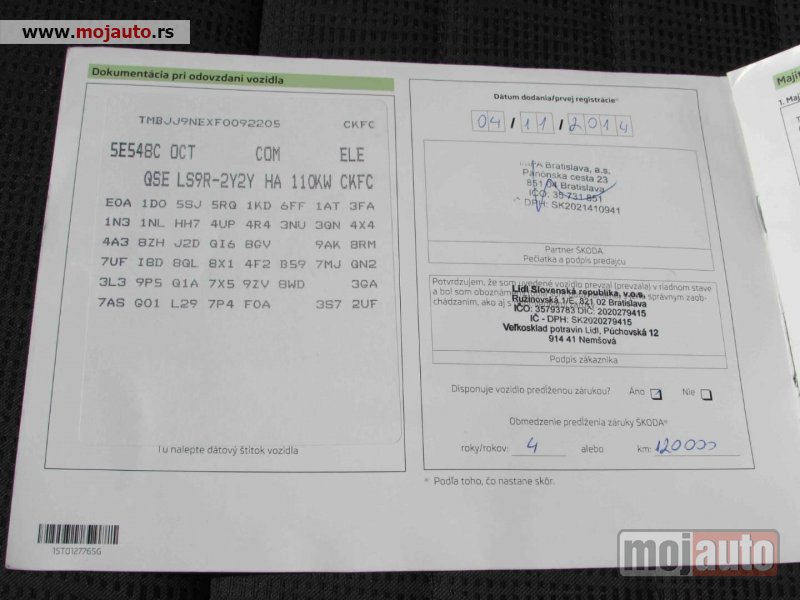 www.mojauto.rs
Dokumentácia pri odovzdaní vozidla
TMBJJ9NEXF0092205 CKFC
5E548C OCT COM ELE
QSE LS9R-2Y2Y HA 110KW CKFC
E0A 1D0 5SJ 5RQ 1KD 6FF 1AT 3FA
1N3 1NL HH7 4UP 4R4 3NU 3QN 4X4
4A3 8ZH J2D QI6 8GV 9AK 8RM
7UF I8D 8QL 8X1 4F2 B59 7MJ QN2
3L3 9P5 Q1A 7X5 9ZV 8WD 3GA
7AS G01 L29 7P4 F0A 3S7 2UF
Tu nalepte dátový štítok vozidla
1ST012776SG
Dátum dodania/prvej registrácie*
04/11/2014
Bratislava, a.s.
Panónska cesta 23
851 04 Bratislava
IČO: 35 731 851
DPH: SK2021410941
Partner ŠKODA
Pečiatka a podpis predajcu
Potvrdzujem, že som uvedené vozidlo prevzal (prevzala) v riadnom stave
a bol som oboznámený správnym zaob-
chádzaním, ako aj s
Lidl Slovenská republika, v.o.s.
Ružinovská 1/E, 821 02 Bratislava
IČO: 35793783 DIČ: 2020279415
IČ - DPH: SK2020279415
Veľkosklad potravín Lidl, Púchovská 12
914 41 Nemšová
Podpis zákazníka
Disponuje vozidlo predĺženou zárukou? Áno Nie
Obmedzenie predĺženia záruky ŠKODA*
roky/rokov: 4 alebo km: 120000
* Podľa toho, čo nastane skôr.
1. Maj
mojauto